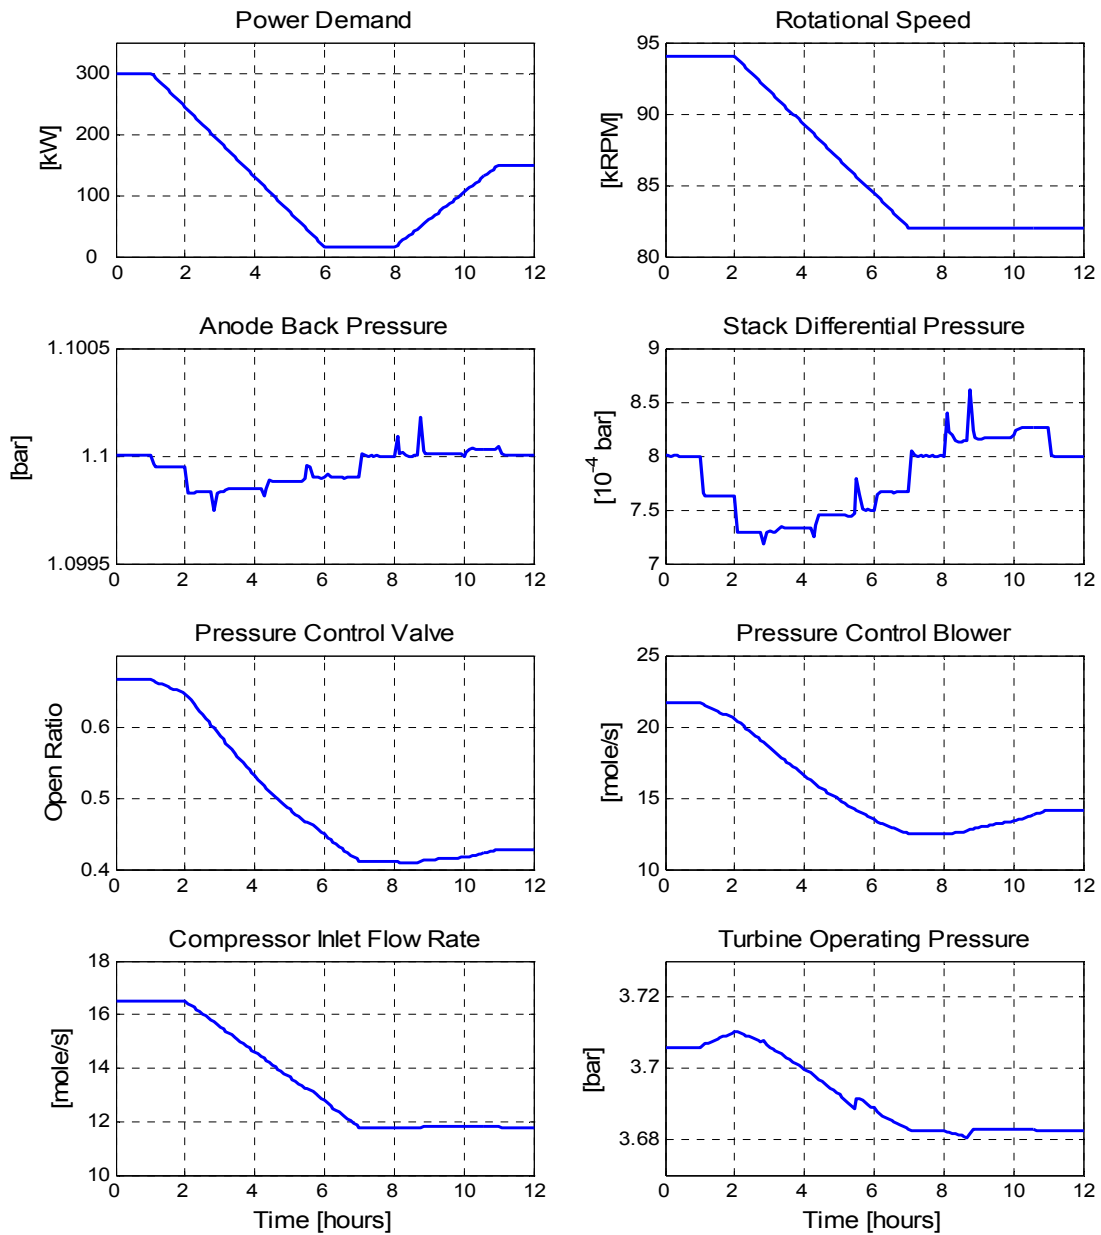 Power Demand
[kW]
300
200
100
0
0 2 4 6 8 10 12
Rotational Speed
[kRPM]
95
90
85
80
0 2 4 6 8 10 12
Anode Back Pressure
[bar]
1.1005
1.1
1.0995
0 2 4 6 8 10 12
Stack Differential Pressure
[10⁻⁴ bar]
9
8.5
8
7.5
7
0 2 4 6 8 10 12
Pressure Control Valve
Open Ratio
0.6
0.5
0.4
0 2 4 6 8 10 12
Pressure Control Blower
[mole/s]
25
20
15
10
0 2 4 6 8 10 12
Compressor Inlet Flow Rate
[mole/s]
18
16
14
12
10
0 2 4 6 8 10 12
Time [hours]
Turbine Operating Pressure
[bar]
3.72
3.7
3.68
0 2 4 6 8 10 12
Time [hours]